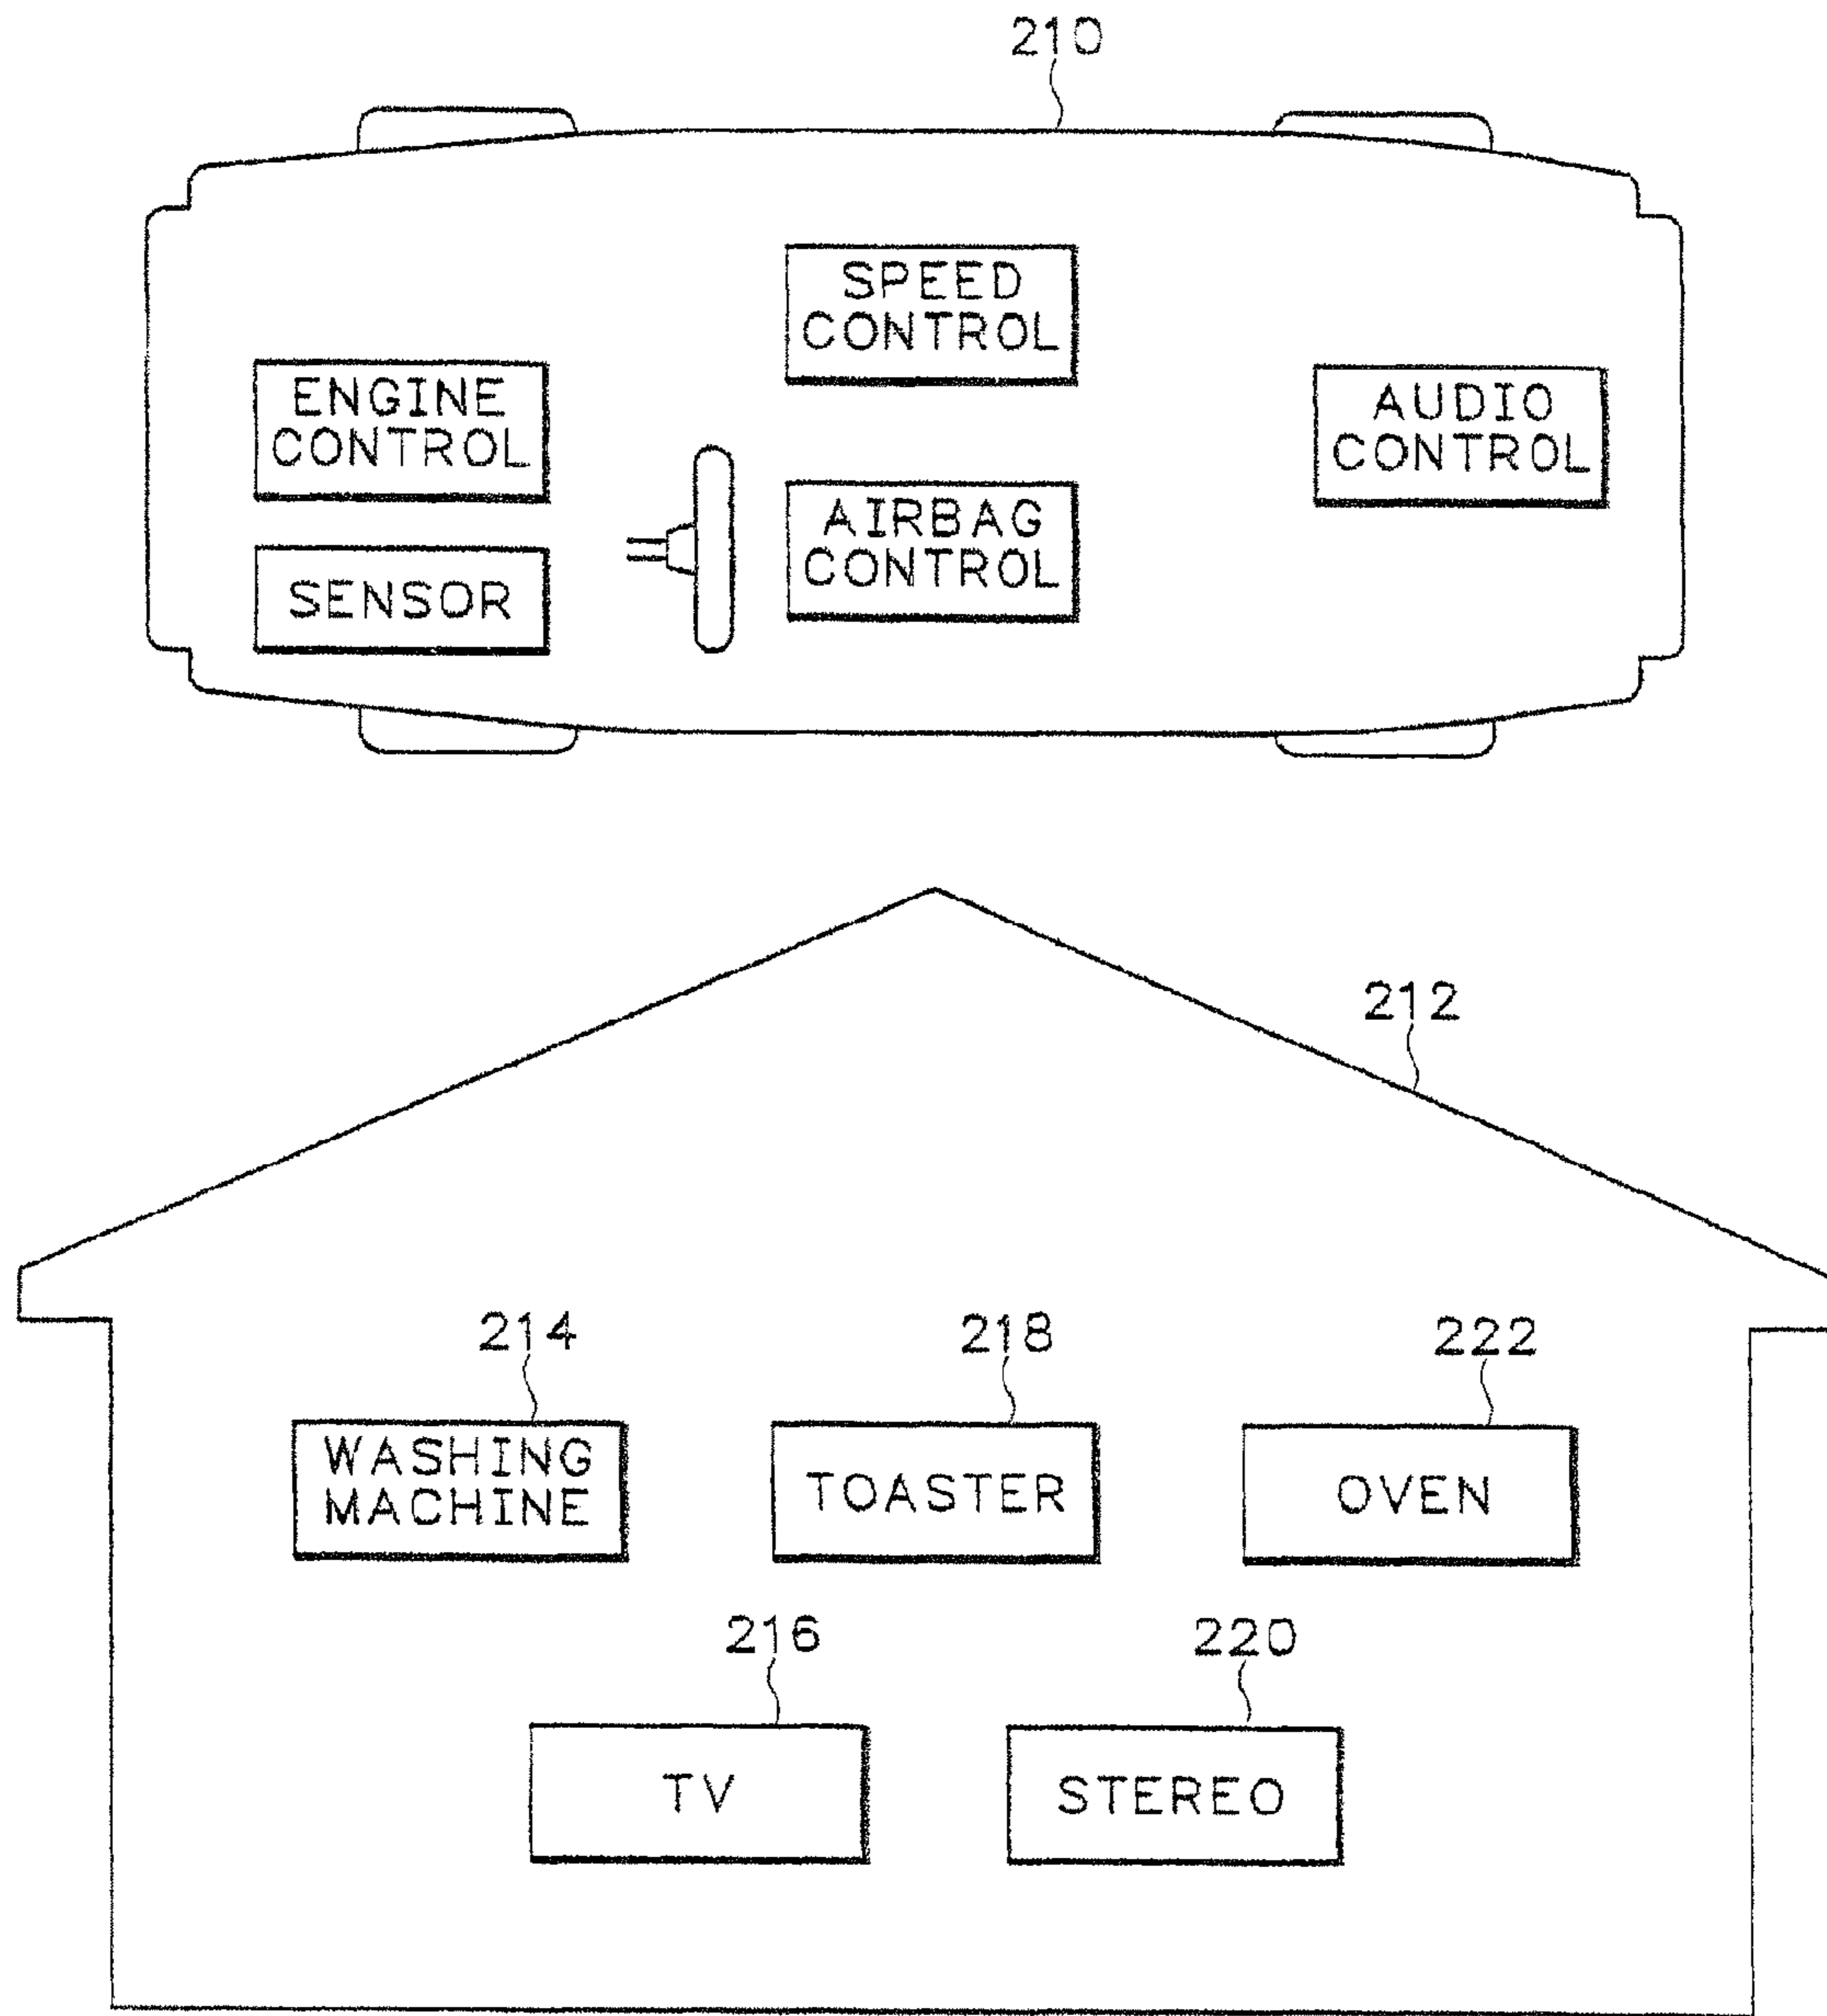 210
SPEED
CONTROL
ENGINE
CONTROL
AUDIO
CONTROL
AIRBAG
CONTROL
SENSOR
212
214
218
222
WASHING
MACHINE
TOASTER
OVEN
216
220
TV
STEREO